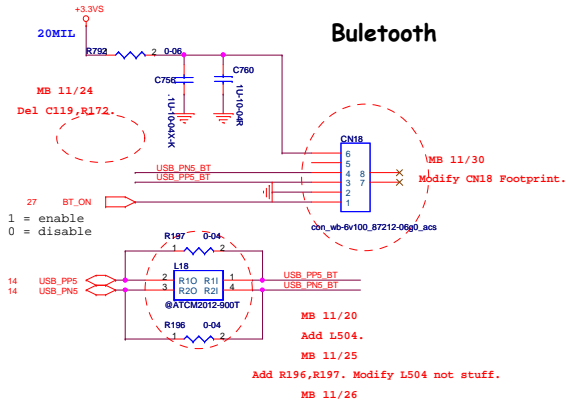 +3.3VS
20MIL
Buletooth
R792 2 0-06
C756
.1U-10-04X-K
C760
1U-10-04R
MB 11/24
Del C119,R172.
CN18
6
5
4 8
3 7
2
1
MB 11/30
Modify CN18 Footprint.
USB_PN5_BT
USB_PP5_BT
27 BT_ON
1 = enable
0 = disable
con_wb-6v100_87212-06g0_acs
R197 0-04
1 2
L18
14 USB_PP5 2 R1O R1I 1 USB_PP5_BT
14 USB_PN5 3 R2O R2I 4 USB_PN5_BT
@ATCM2012-900T
R196 0-04
1 2
MB 11/20
Add L504.
MB 11/25
Add R196,R197. Modify L504 not stuff.
MB 11/26